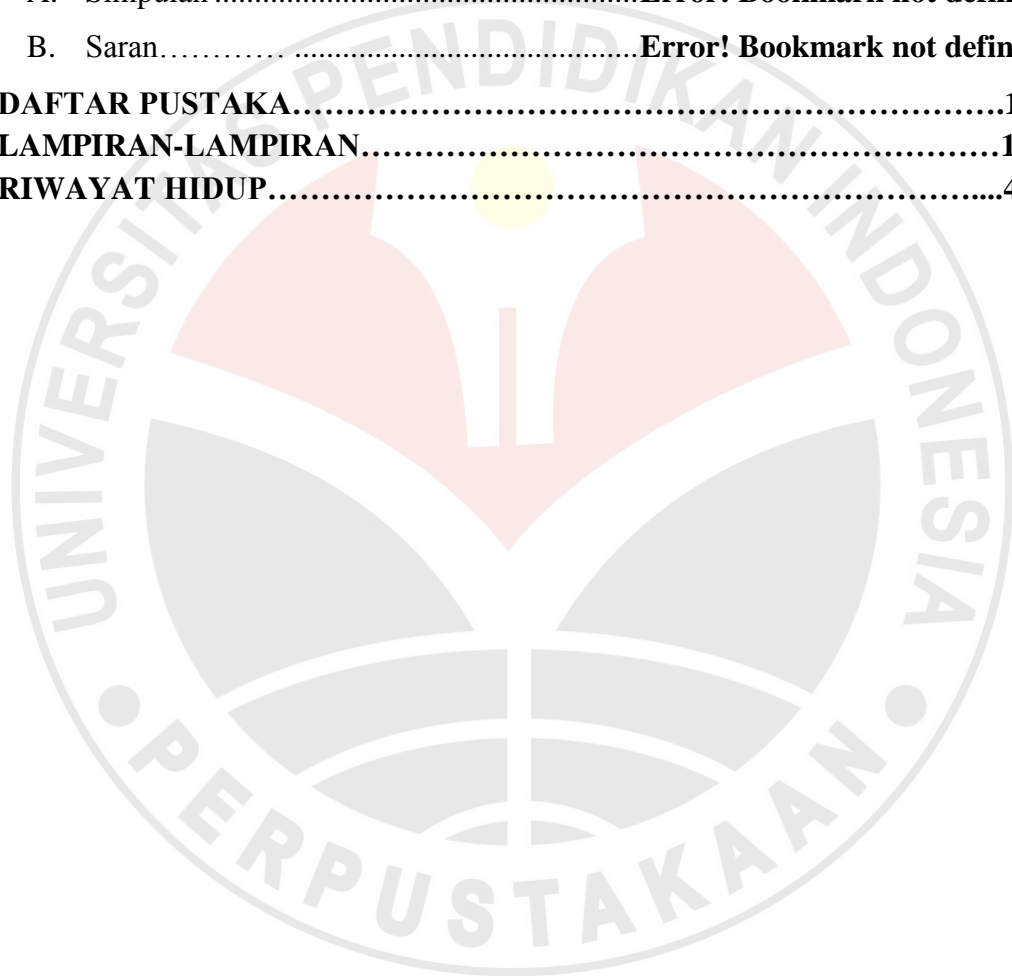 A. Simpulan ..........................................................Error! Bookmark not defin
B. Saran………… ............................................Error! Bookmark not defin
DAFTAR PUSTAKA………………………………………………………….1
LAMPIRAN-LAMPIRAN……………………………………………………1
RIWAYAT HIDUP…………………………………………………………....4
UNIVERSITAS PENDIDIKAN INDONESIA
PERPUSTAKAAN